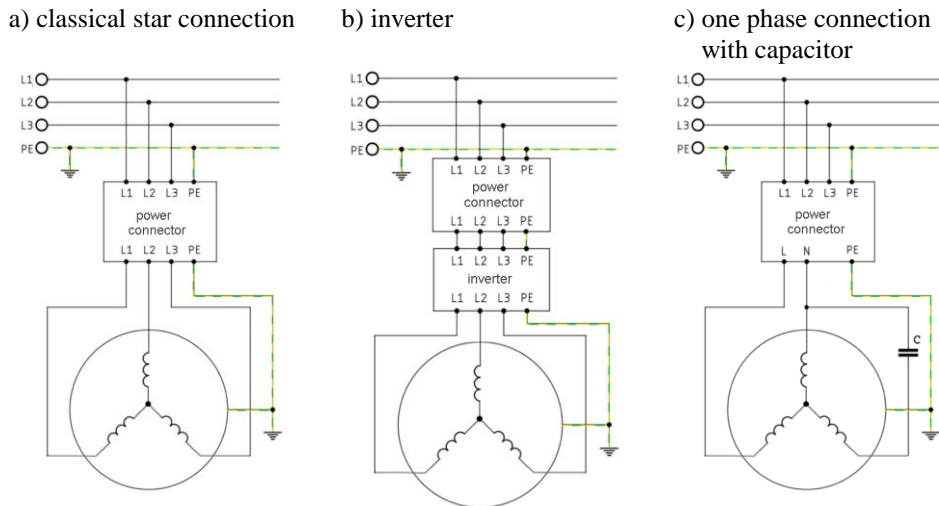 a) classical star connection
b) inverter
c) one phase connection
with capacitor
L1
L2
L3
PE
L1 L2 L3 PE
power
connector
L1 L2 L3 PE
L1
L2
L3
PE
L1 L2 L3 PE
power
connector
L1 L2 L3 PE
L1 L2 L3 PE
inverter
L1 L2 L3 PE
L1
L2
L3
PE
L1 L2 L3 PE
power
connector
L N PE
C